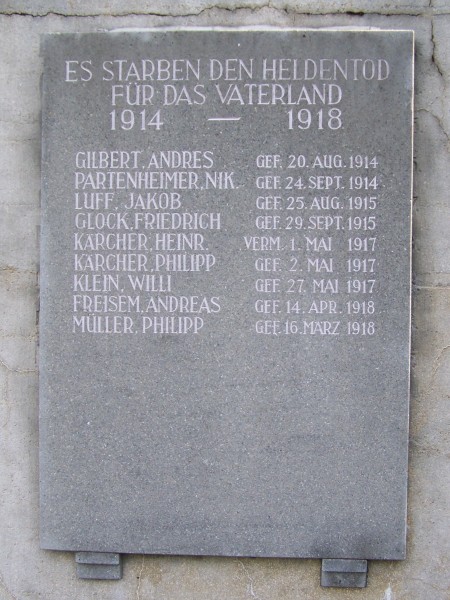 ES STARBEN DEN HELDENTOD
FÜR DAS VATERLAND
1914 — 1918
GILBERT, ANDRES GEF. 20. AUG. 1914
PARTENHEIMER, NIK. GEF. 24. SEPT. 1914
LUFF, JAKOB GEF. 25. AUG. 1915
GLOCK, FRIEDRICH GEF. 29. SEPT. 1915
KÄRCHER, HEINR. VERM. 1. MAI 1917
KÄRCHER, PHILIPP GEF. 2. MAI 1917
KLEIN, WILLI GEF. 27. MAI 1917
FREISEM, ANDREAS GEF. 14. APR. 1918
MÜLLER, PHILIPP GEF. 16. MÄRZ 1918